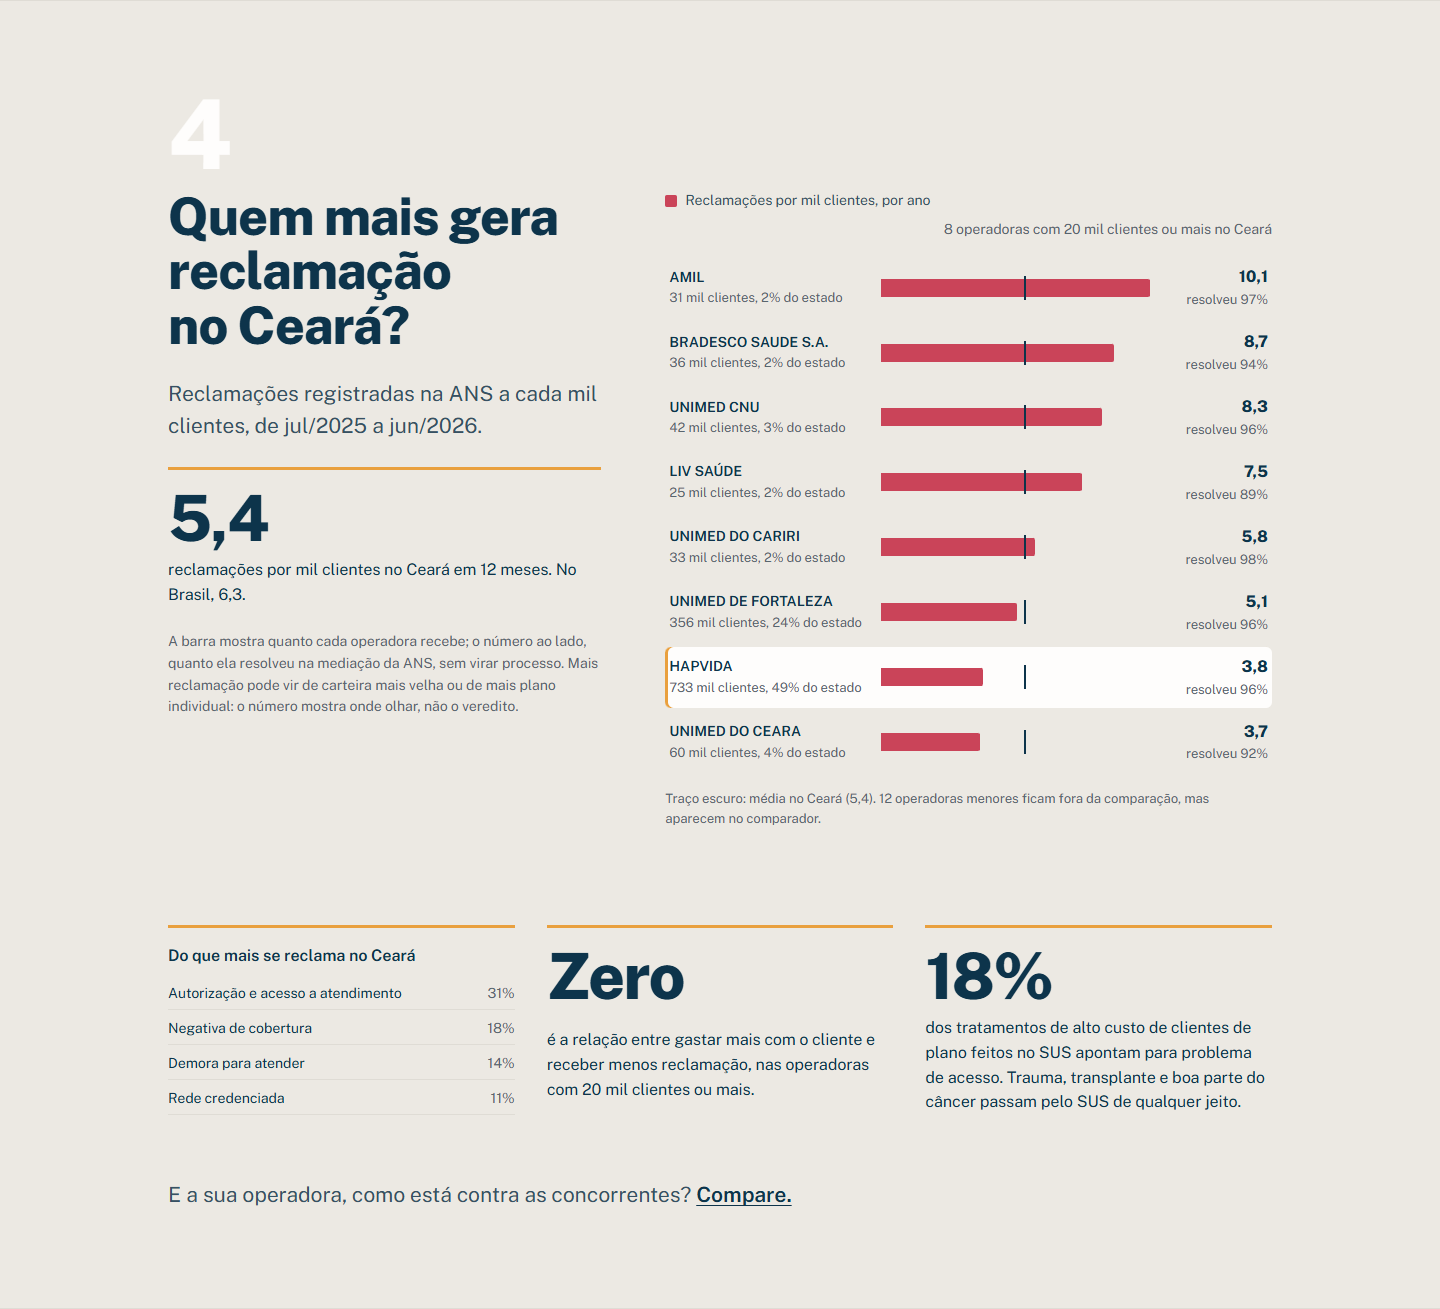 4
Quem mais gera
reclamação
no Ceará?
Reclamações registradas na ANS a cada mil
clientes, de jul/2025 a jun/2026.
5,4
reclamações por mil clientes no Ceará em 12 meses. No
Brasil, 6,3.
A barra mostra quanto cada operadora recebe; o número ao lado,
quanto ela resolveu na mediação da ANS, sem virar processo. Mais
reclamação pode vir de carteira mais velha ou de mais plano
individual: o número mostra onde olhar, não o veredito.
Reclamações por mil clientes, por ano
8 operadoras com 20 mil clientes ou mais no Ceará
AMIL
31 mil clientes, 2% do estado
10,1
resolveu 97%
BRADESCO SAUDE S.A.
36 mil clientes, 2% do estado
8,7
resolveu 94%
UNIMED CNU
42 mil clientes, 3% do estado
8,3
resolveu 96%
LIV SAÚDE
25 mil clientes, 2% do estado
7,5
resolveu 89%
UNIMED DO CARIRI
33 mil clientes, 2% do estado
5,8
resolveu 98%
UNIMED DE FORTALEZA
356 mil clientes, 24% do estado
5,1
resolveu 96%
HAPVIDA
733 mil clientes, 49% do estado
3,8
resolveu 96%
UNIMED DO CEARA
60 mil clientes, 4% do estado
3,7
resolveu 92%
Traço escuro: média no Ceará (5,4). 12 operadoras menores ficam fora da comparação, mas
aparecem no comparador.
Do que mais se reclama no Ceará
Autorização e acesso a atendimento 31%
Negativa de cobertura 18%
Demora para atender 14%
Rede credenciada 11%
Zero
é a relação entre gastar mais com o cliente e
receber menos reclamação, nas operadoras
com 20 mil clientes ou mais.
18%
dos tratamentos de alto custo de clientes de
plano feitos no SUS apontam para problema
de acesso. Trauma, transplante e boa parte do
câncer passam pelo SUS de qualquer jeito.
E a sua operadora, como está contra as concorrentes? Compare.